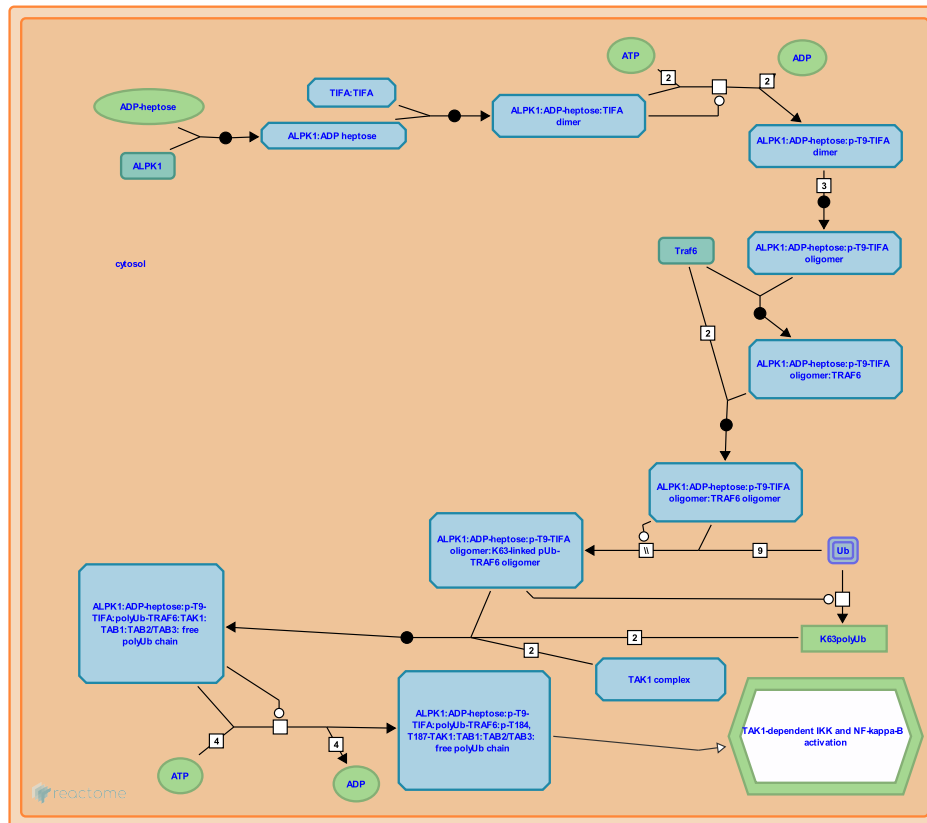 ATP
2
2
ADP
TIFA:TIFA
ADP-heptose
ALPK1:ADP-heptose:TIFA
dimer
ALPK1:ADP heptose
ALPK1
ALPK1:ADP-heptose:p-T9-TIFA
dimer
3
Traf6
ALPK1:ADP-heptose:p-T9-TIFA
oligomer
cytosol
2
ALPK1:ADP-heptose:p-T9-TIFA
oligomer:TRAF6
ALPK1:ADP-heptose:p-T9-TIFA
oligomer:TRAF6 oligomer
ALPK1:ADP-heptose:p-T9-TIFA
oligomer:K63-linked pUb-
TRAF6 oligomer
\\
9
Ub
ALPK1:ADP-heptose:p-T9-
TIFA:polyUb-TRAF6:TAK1:
TAB1:TAB2/TAB3: free
polyUb chain
2
K63polyUb
2
TAK1 complex
ALPK1:ADP-heptose:p-T9-
TIFA:polyUb-TRAF6:p-T184,
T187-TAK1:TAB1:TAB2/TAB3:
free polyUb chain
TAK1-dependent IKK and NF-kappa-B
activation
4
4
ATP
ADP
reactome